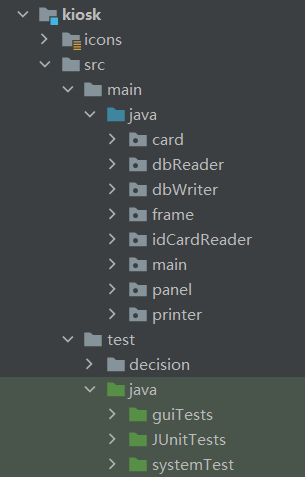 kiosk
icons
src
main
java
card
dbReader
dbWriter
frame
idCardReader
main
panel
printer
test
decision
java
guiTests
JUnitTests
systemTest